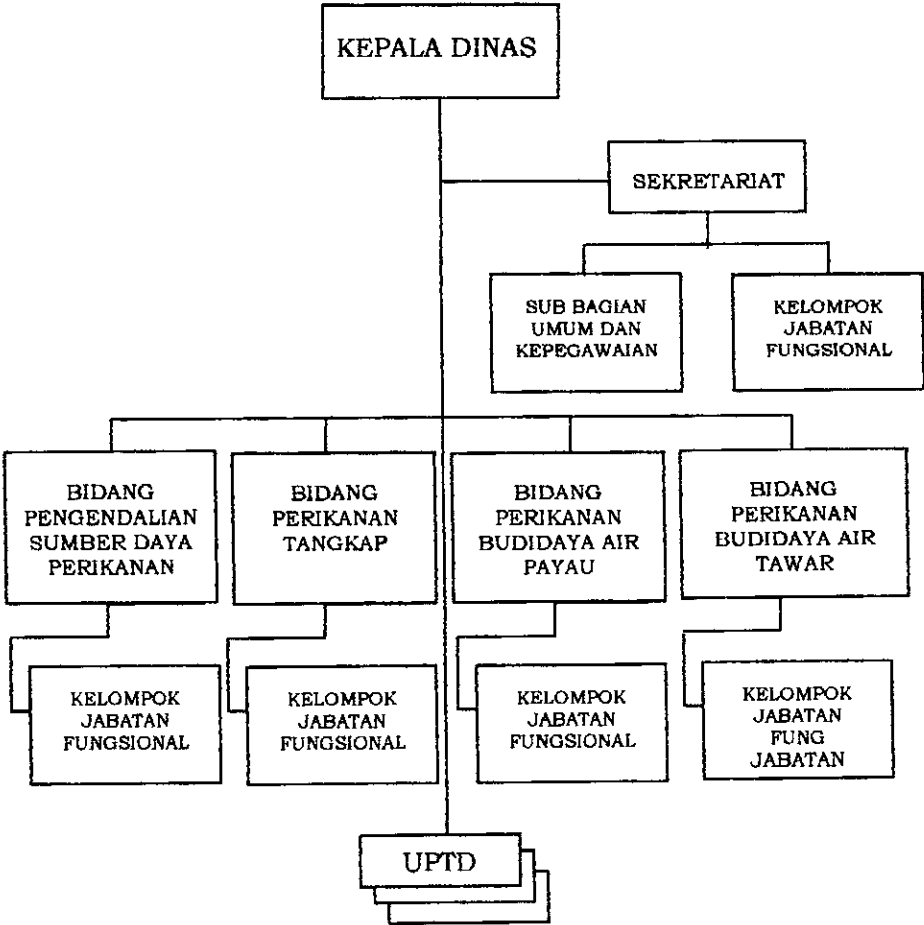 KEPALA DINAS
SEKRETARIAT
SUB BAGIAN
UMUM DAN
KEPEGAWAIAN
KELOMPOK
JABATAN
FUNGSIONAL
BIDANG
PENGENDALIAN
SUMBER DAYA
PERIKANAN
BIDANG
PERIKANAN
TANGKAP
BIDANG
PERIKANAN
BUDIDAYA AIR
PAYAU
BIDANG
PERIKANAN
BUDIDAYA AIR
TAWAR
KELOMPOK
JABATAN
FUNGSIONAL
KELOMPOK
JABATAN
FUNGSIONAL
KELOMPOK
JABATAN
FUNGSIONAL
KELOMPOK
JABATAN
FUNG
JABATAN
UPTD